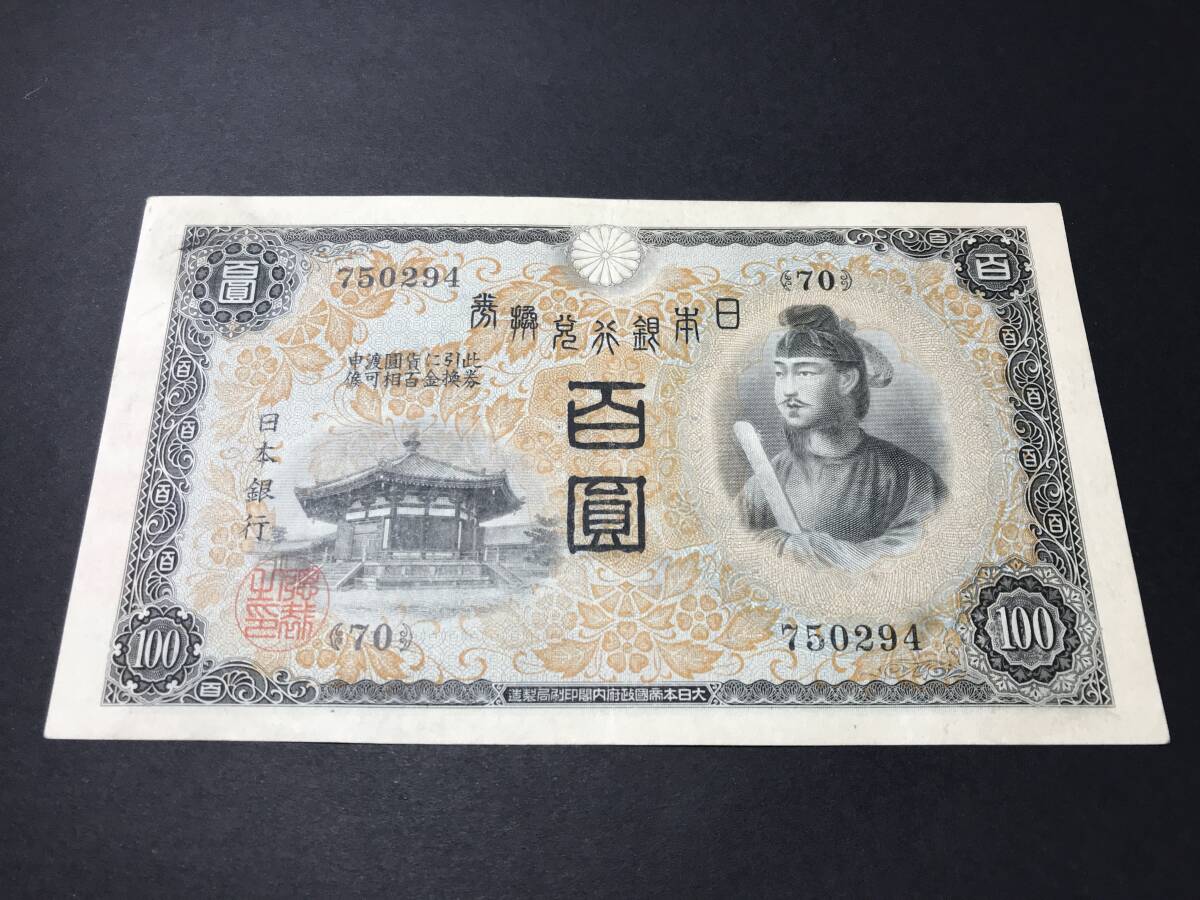 百圓
750294
(70)
百
日本銀行兌換券
此券引換に金貨百圓相渡可申候
百圓
日本銀行
(70)
750294
100
100
大日本帝國政府內閣印刷局製造